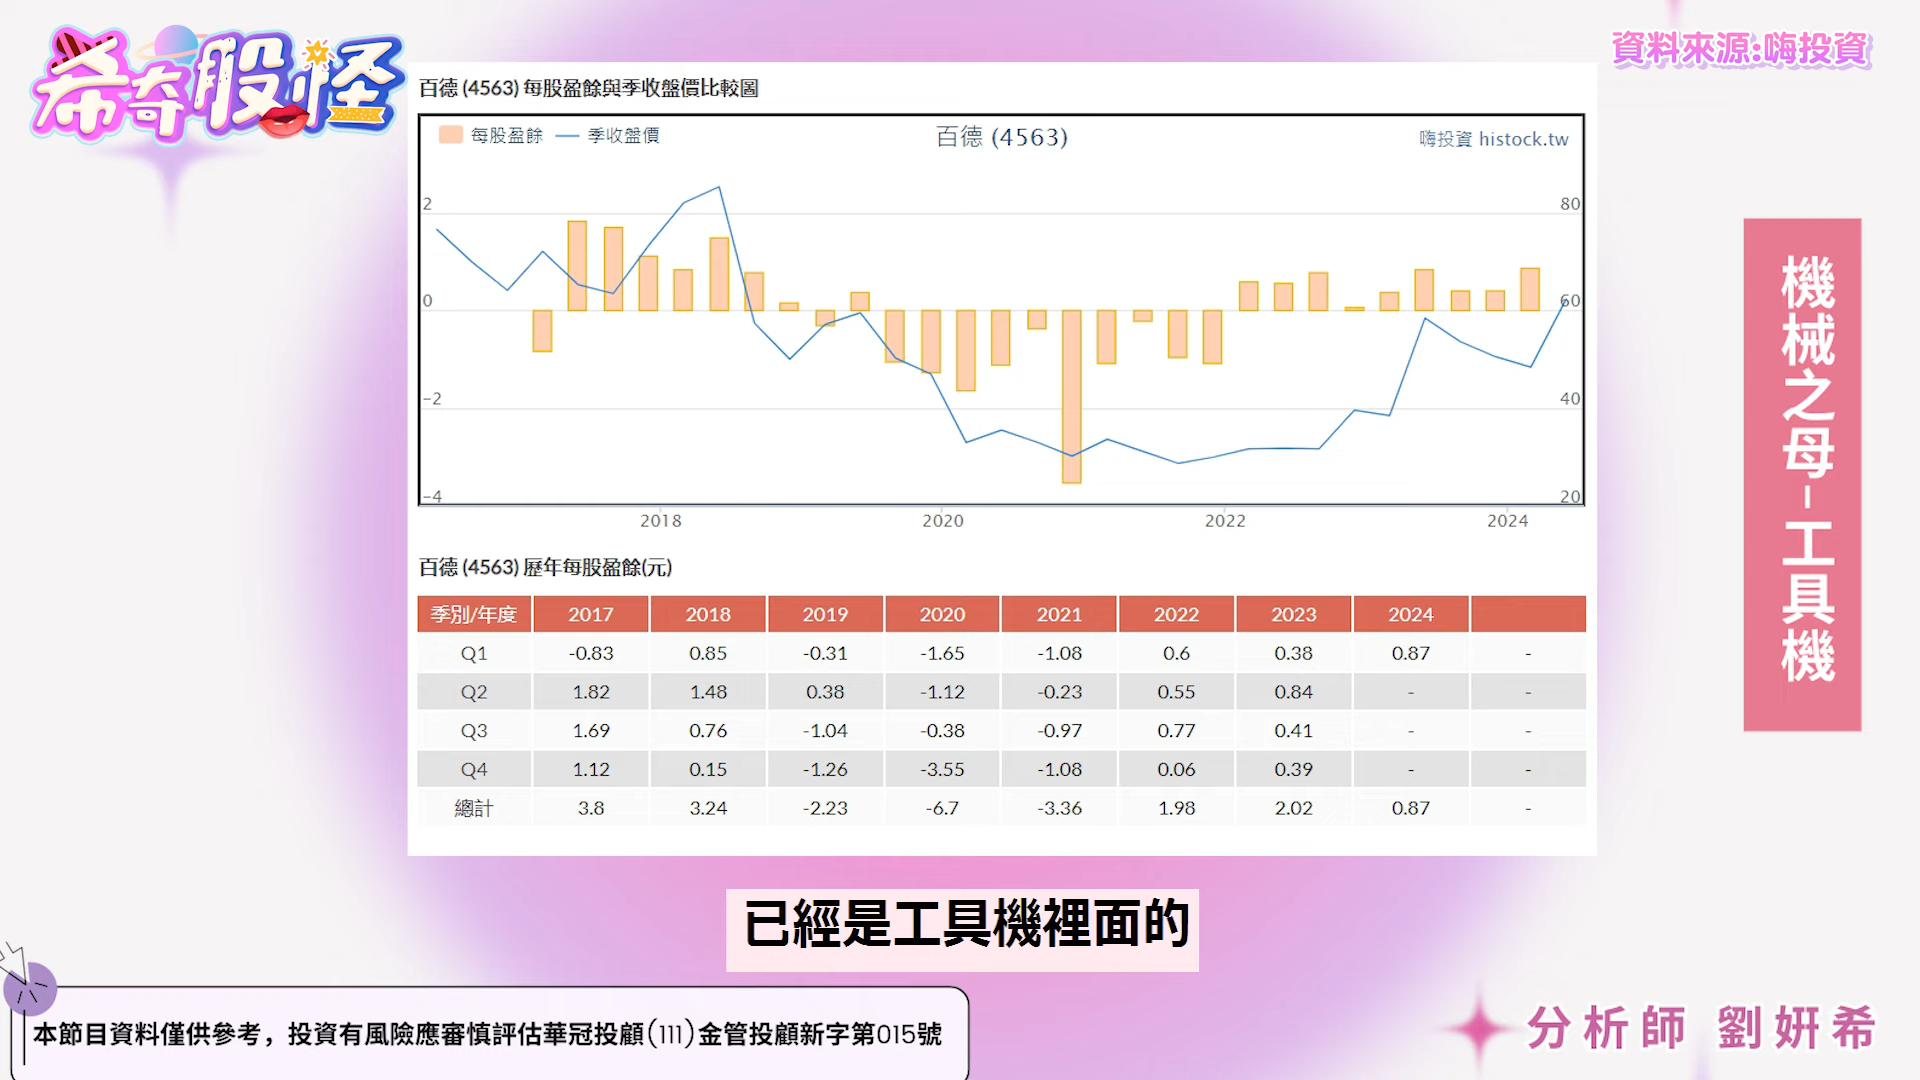 希奇股怪
資料來源:嗨投資
百德 (4563) 每股盈餘與季收盤價比較圖
每股盈餘 季收盤價
百德 (4563)
嗨投資 histock.tw
2 80
0 60
-2 40
-4 20
2018 2020 2022 2024
百德 (4563) 歷年每股盈餘(元)
季別/年度 2017 2018 2019 2020 2021 2022 2023 2024
Q1 -0.83 0.85 -0.31 -1.65 -1.08 0.6 0.38 0.87 -
Q2 1.82 1.48 0.38 -1.12 -0.23 0.55 0.84 - -
Q3 1.69 0.76 -1.04 -0.38 -0.97 0.77 0.41 - -
Q4 1.12 0.15 -1.26 -3.55 -1.08 0.06 0.39 - -
總計 3.8 3.24 -2.23 -6.7 -3.36 1.98 2.02 0.87 -
機械之母-工具機
已經是工具機裡面的
本節目資料僅供參考，投資有風險應審慎評估華冠投顧(111)金管投顧新字第015號
分析師 劉妍希